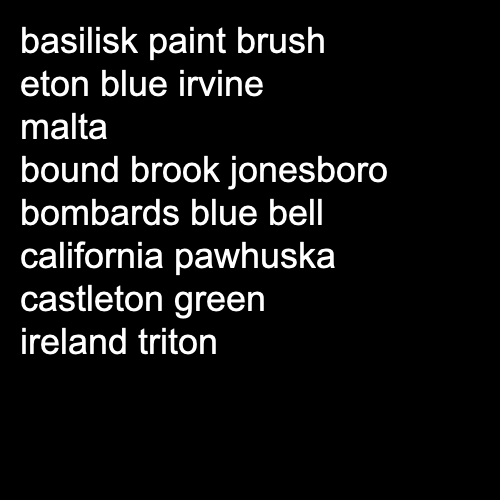 basilisk paint brush
eton blue irvine
malta
bound brook jonesboro
bombards blue bell
california pawhuska
castleton green
ireland triton